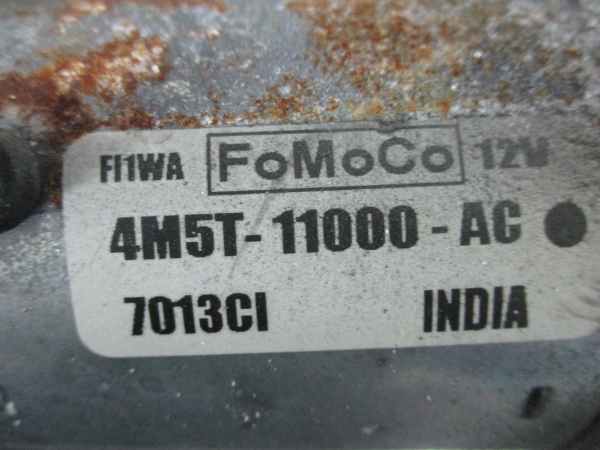 FI1WA FoMoCo 12V
4M5T-11000-AC
7013CI INDIA